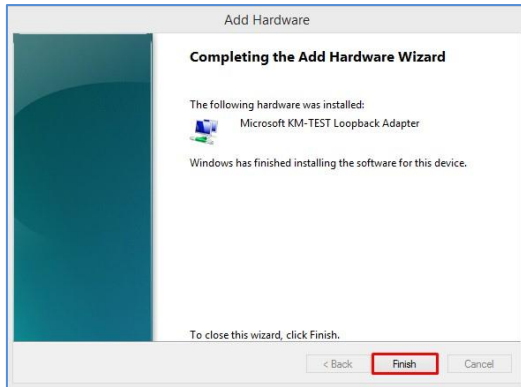 Add Hardware
Completing the Add Hardware Wizard
The following hardware was installed:
Microsoft KM-TEST Loopback Adapter
Windows has finished installing the software for this device.
To close this wizard, click Finish.
< Back Finish Cancel